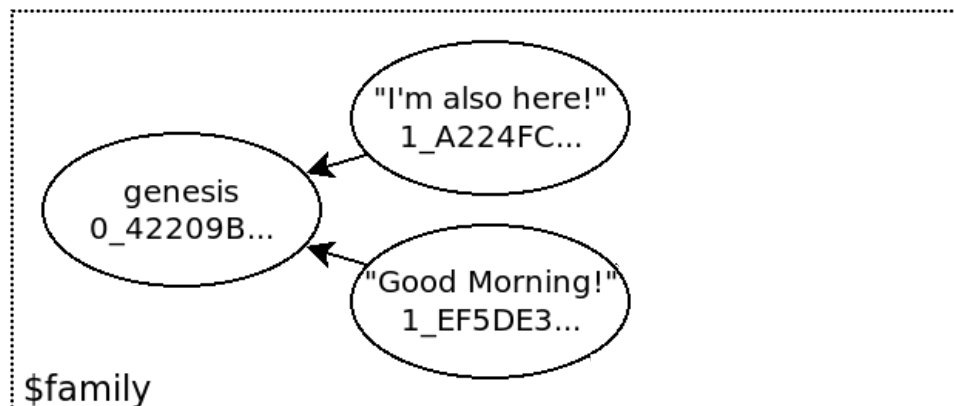 "I'm also here!"
1_A224FC...
genesis
0_42209B...
"Good Morning!"
1_EF5DE3...
$family